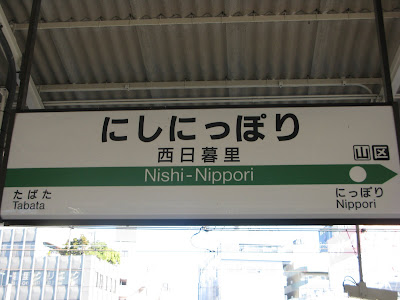 にしにっぽり
西日暮里
山区
Nishi-Nippori
たばた
Tabata
にっぽり
Nippori